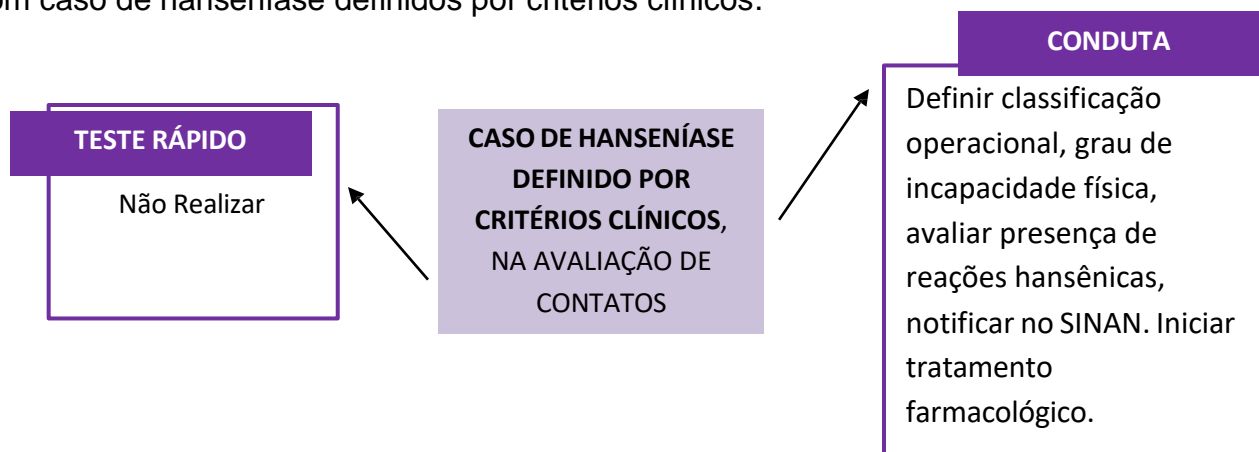 om caso de hanseníase definidos por critérios clínicos.
TESTE RÁPIDO
Não Realizar
CASO DE HANSENÍASE
DEFINIDO POR
CRITÉRIOS CLÍNICOS,
NA AVALIAÇÃO DE
CONTATOS
CONDUTA
Definir classificação
operacional, grau de
incapacidade física,
avaliar presença de
reações hansênicas,
notificar no SINAN. Iniciar
tratamento
farmacológico.